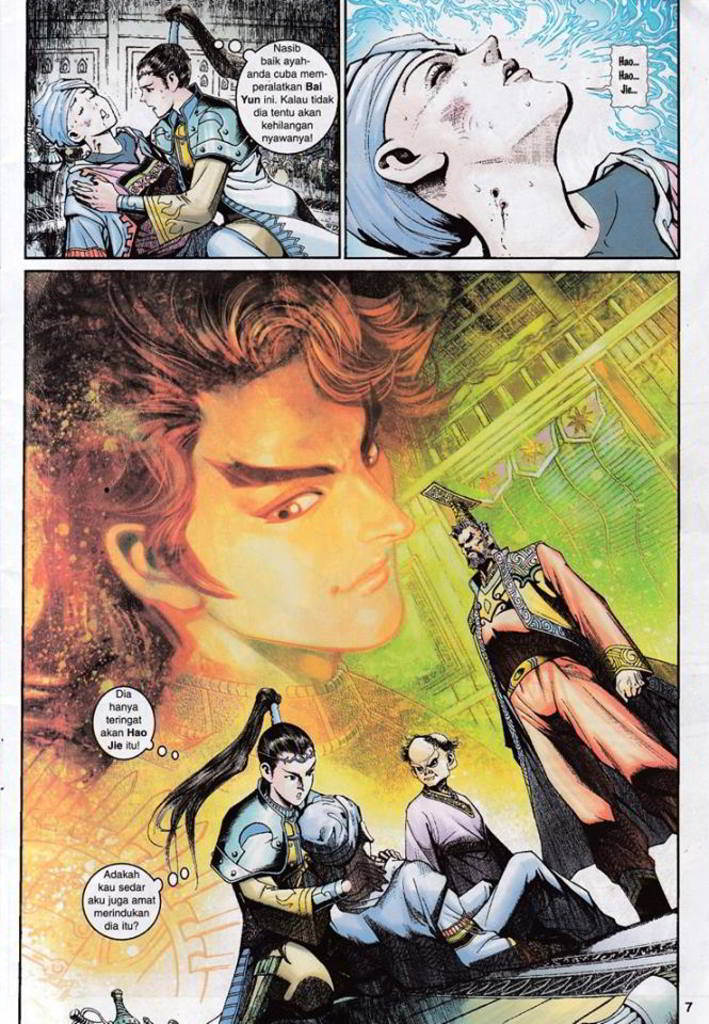 Nasib
baik ayah-
anda cuba mem-
peralatkan Bai
Yun ini. Kalau tidak
dia tentu akan
kehilangan
nyawanya!
Hao...
Hao...
Jie...
Dia
hanya
teringat
akan Hao
Jie itu!
Adakah
kau sedar
aku juga amat
merindukan
dia itu?
7